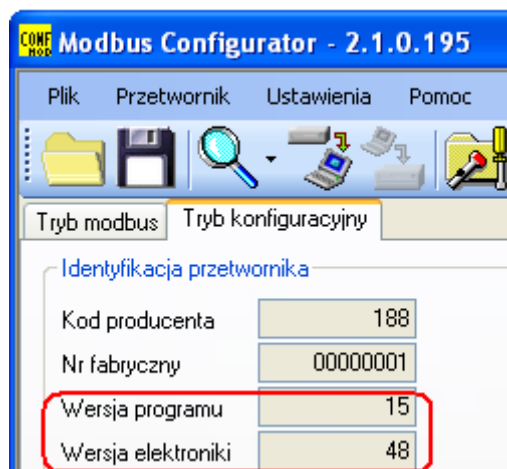 CONF MOD Modbus Configurator - 2.1.0.195
Plik Przetwornik Ustawienia Pomoc
Tryb modbus Tryb konfiguracyjny
Identyfikacja przetwornika
Kod producenta 188
Nr fabryczny 00000001
Wersja programu 15
Wersja elektroniki 48